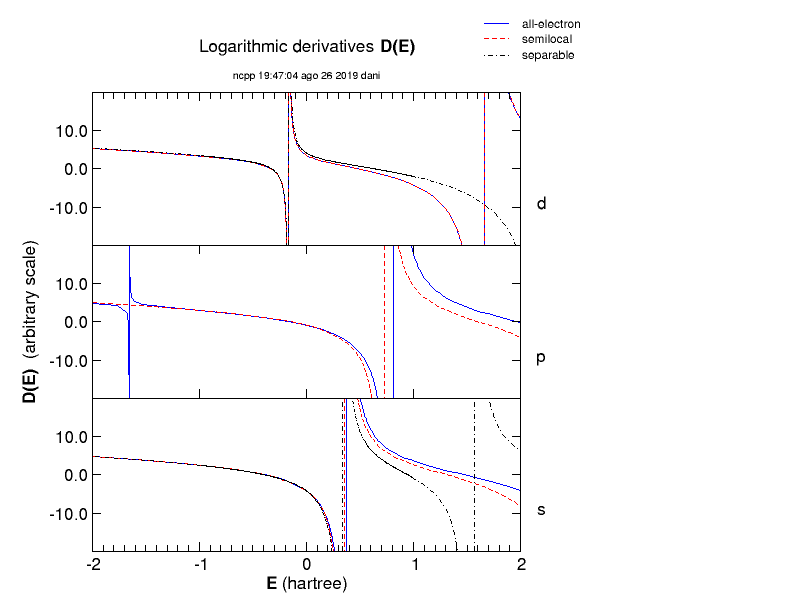 all-electron
semilocal
separable
Logarithmic derivatives D(E)
ncpp 19:47:04 ago 26 2019 dani
10.0
0.0
-10.0
d
10.0
0.0
-10.0
p
10.0
0.0
-10.0
s
D(E) (arbitrary scale)
-2 -1 0 1 2
E (hartree)